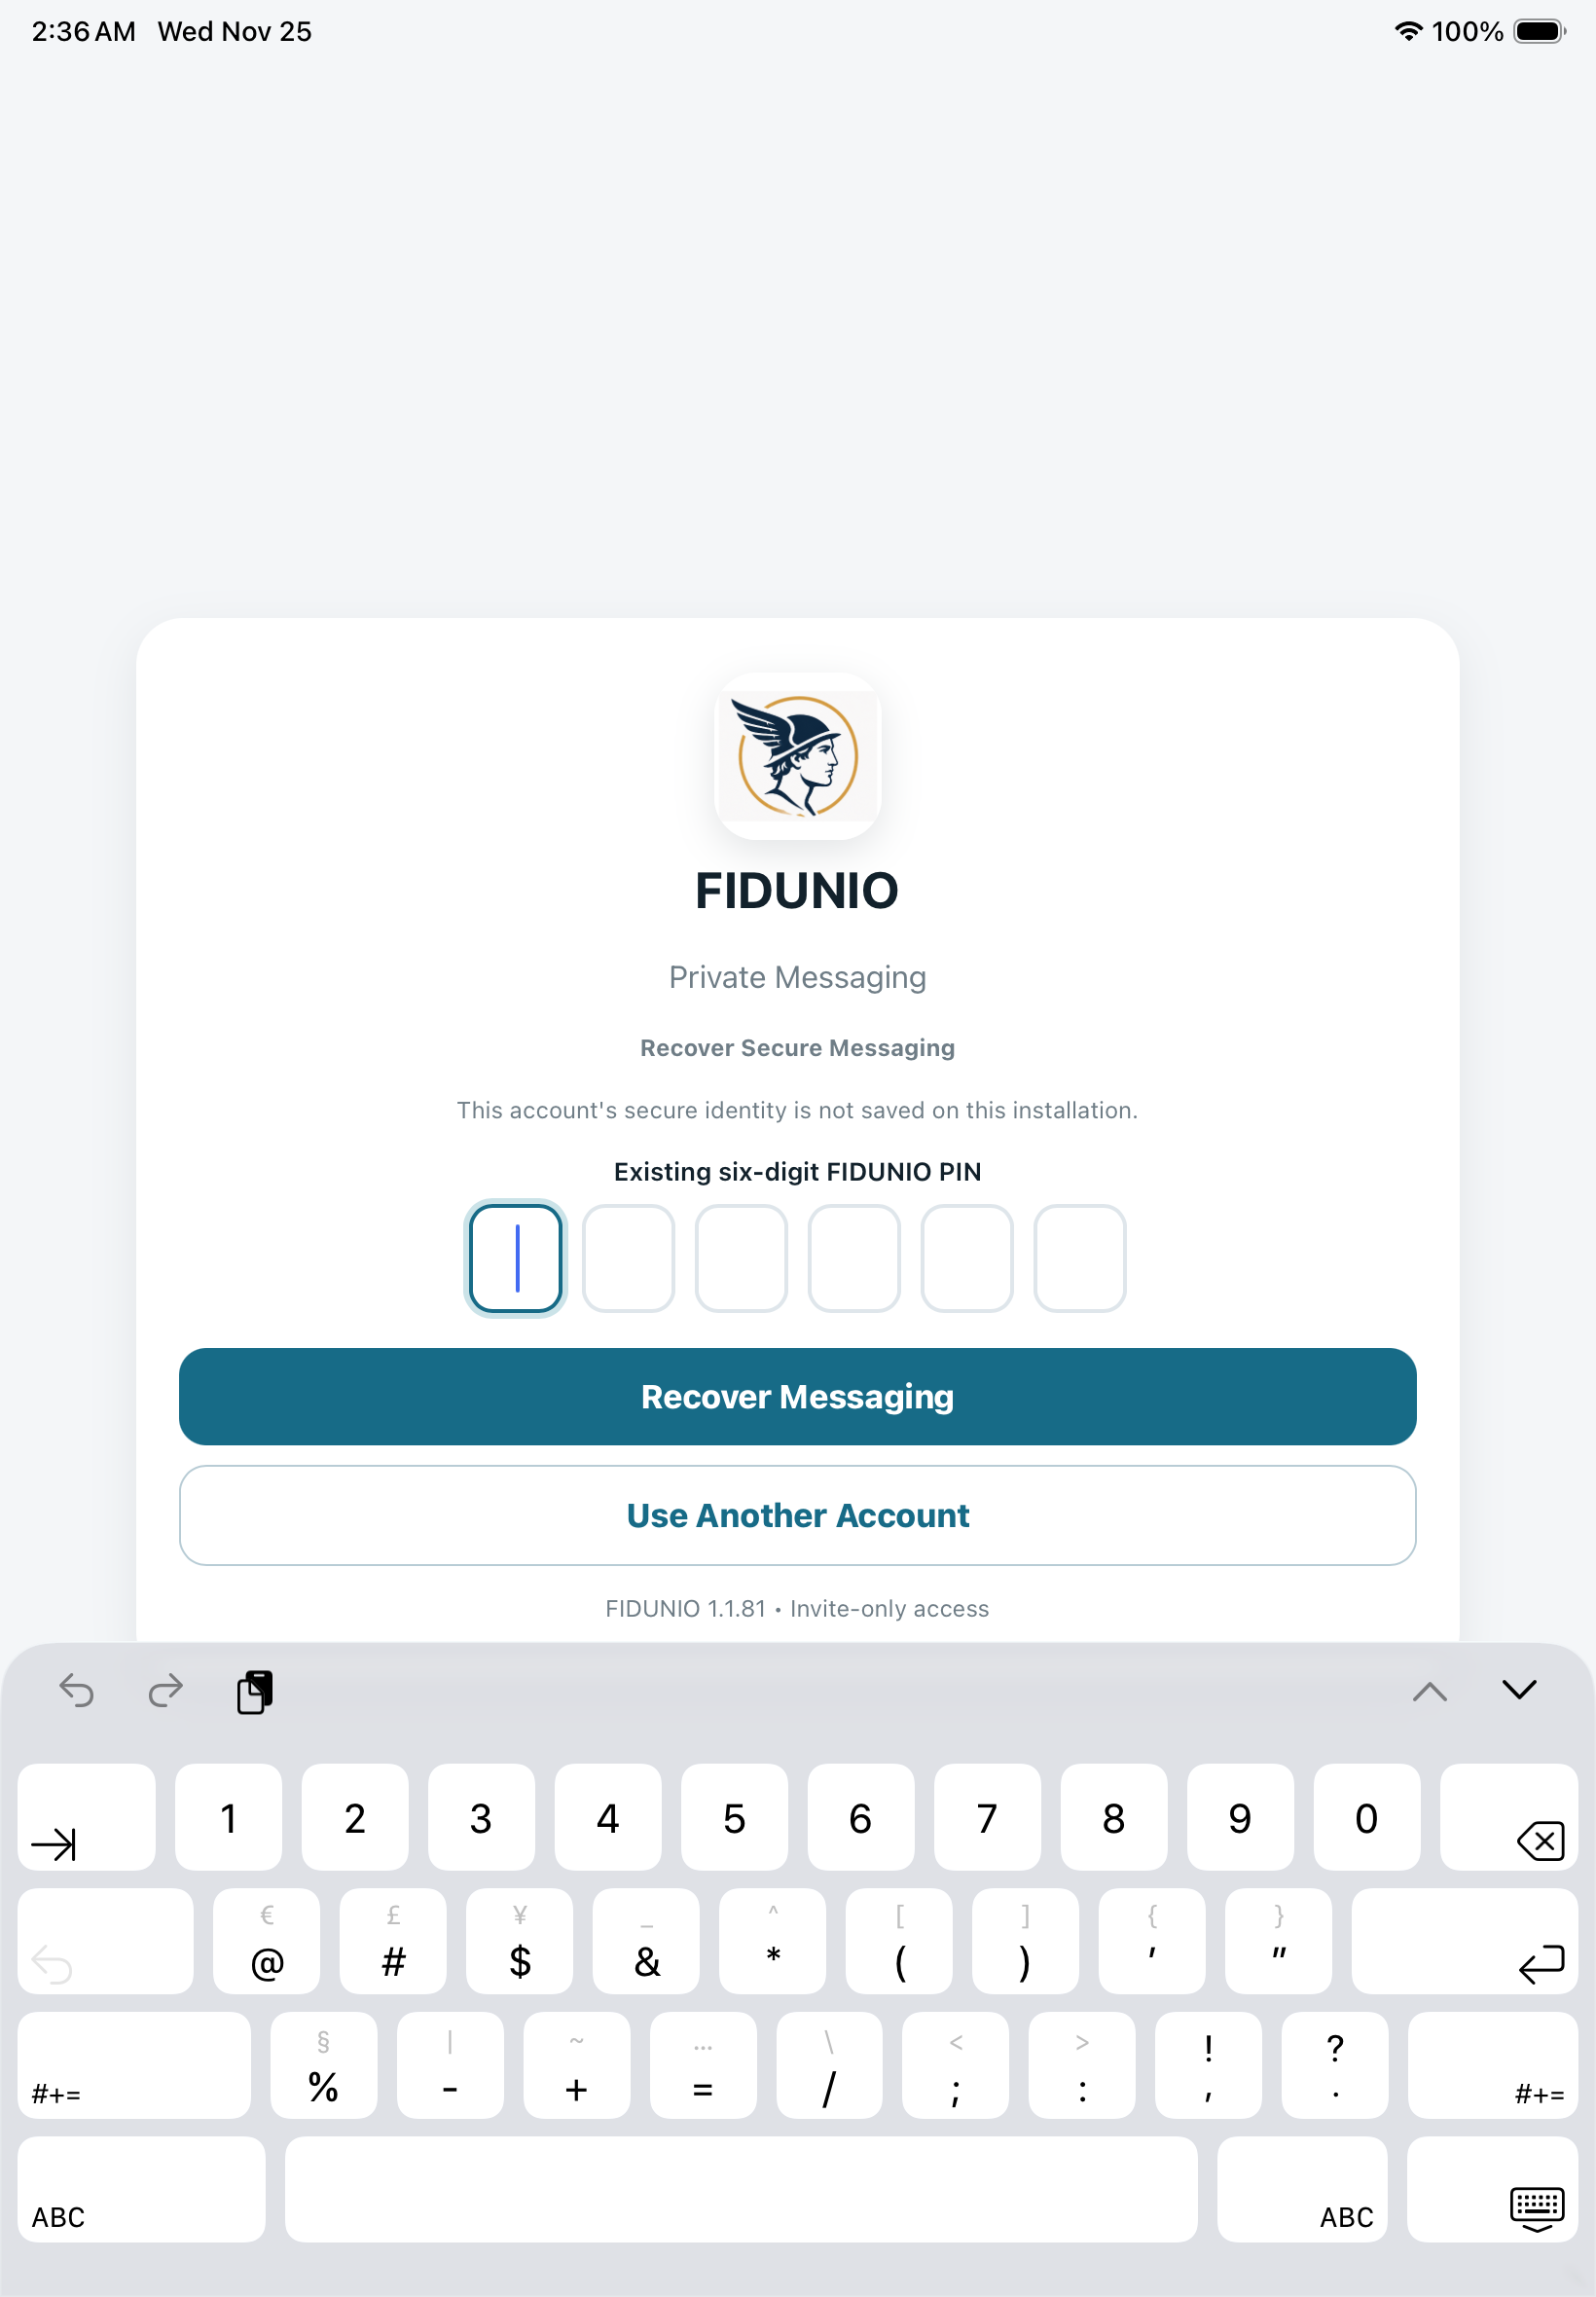 2:36 AM Wed Nov 25 100%
FIDUNIO
Private Messaging
Recover Secure Messaging
This account's secure identity is not saved on this installation.
Existing six-digit FIDUNIO PIN
Recover Messaging
Use Another Account
FIDUNIO 1.1.81 • Invite-only access
1 2 3 4 5 6 7 8 9 0
€ £ ¥ _ ^ [ ] { }
@ # $ & * ( ) ' "
§ | ~ … \ < > ! ?
#+= % - + = / ; : , . #+=
ABC ABC